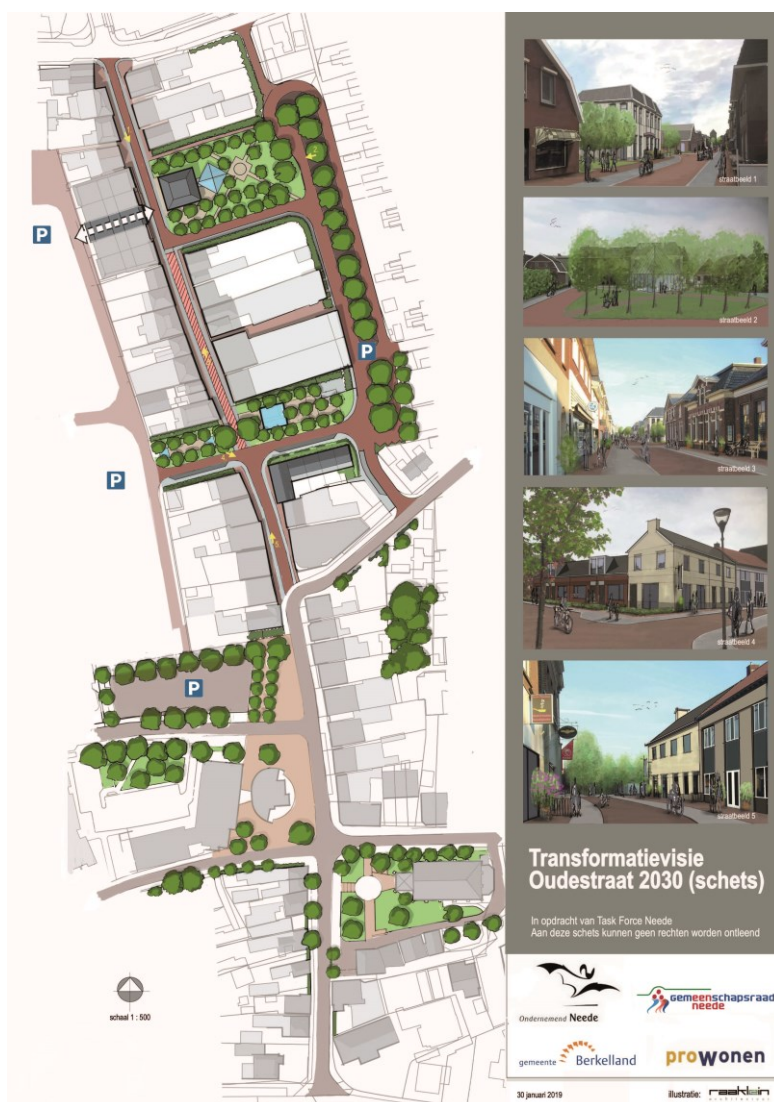 P
P
P
P
schaal 1 : 500
straatbeeld 1
straatbeeld 2
straatbeeld 3
straatbeeld 4
straatbeeld 5
Transformatievisie
Oudestraat 2030 (schets)
In opdracht van Task Force Neede
Aan deze schets kunnen geen rechten worden ontleend
Ondernemend Neede
gemeenschapsraad
neede
gemeente Berkelland
prowonen
30 januari 2019
illustratie: raaklijn